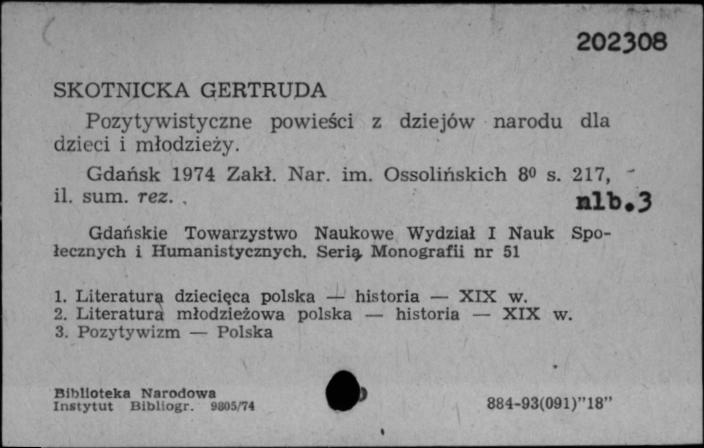 202308
SKOTNICKA GERTRUDA
Pozytywistyczne powieści z dziejów narodu dla
dzieci i młodzieży.
Gdańsk 1974 Zakł. Nar. im. Ossolińskich 8⁰ s. 217,
il. sum. rez.
nlb.3
Gdańskie Towarzystwo Naukowe Wydział I Nauk Spo-
łecznych i Humanistycznych. Seria Monografii nr 51
1. Literatura dziecięca polska — historia — XIX w.
2. Literatura młodzieżowa polska — historia — XIX w.
3. Pozytywizm — Polska
Biblioteka Narodowa
Instytut Bibliogr. 9805/74
884-93(091)"18"